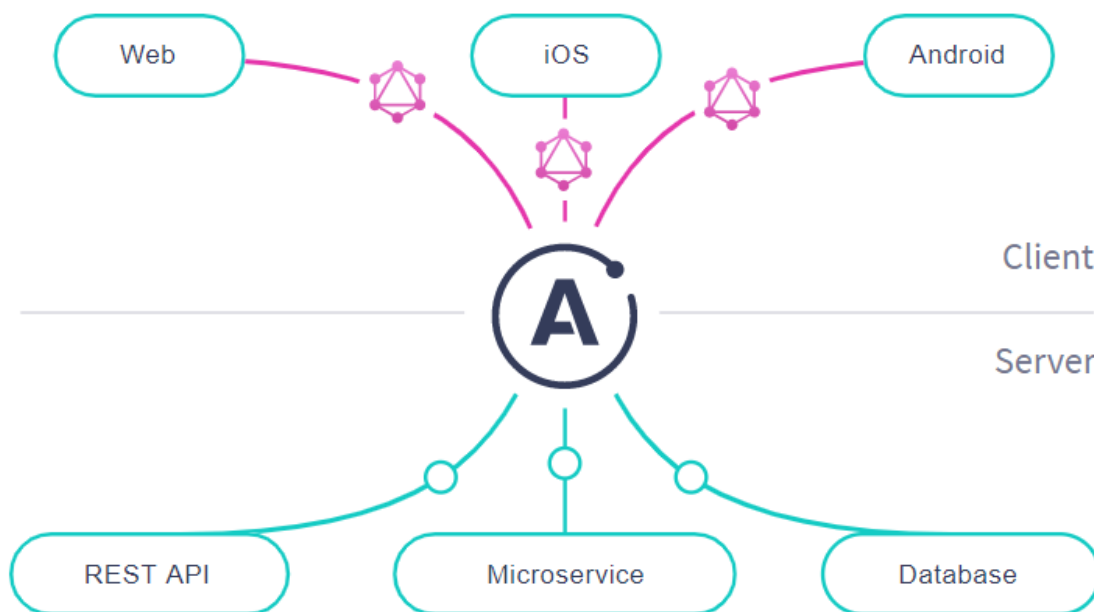 Web
iOS
Android
Client
A
Server
REST API
Microservice
Database